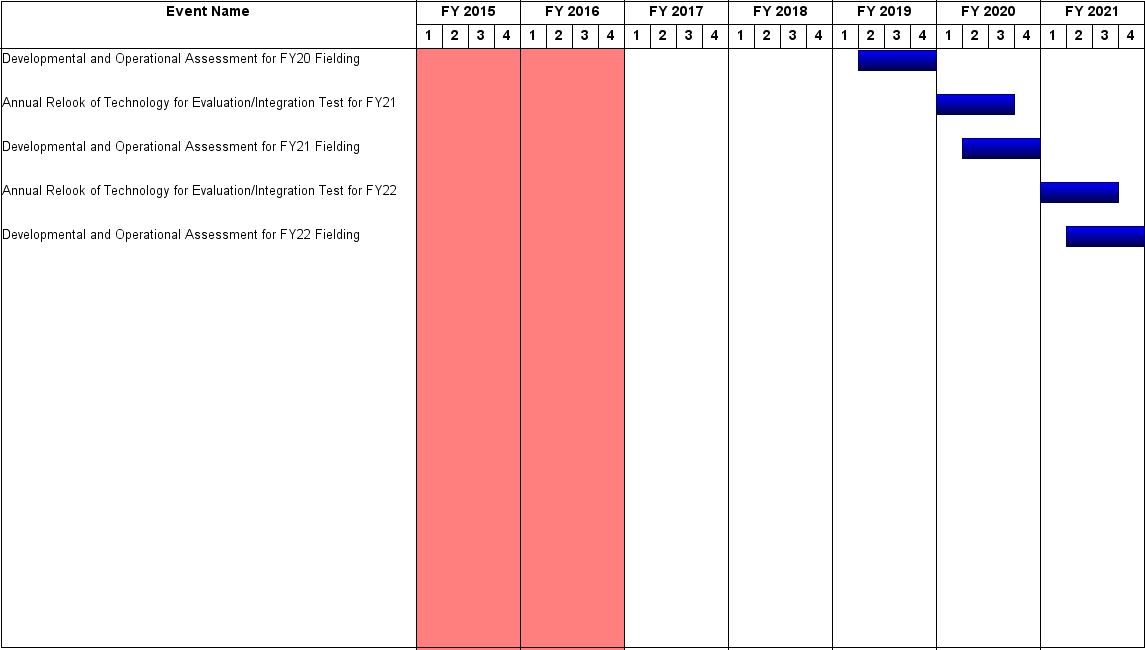 Event Name FY 2015 FY 2016 FY 2017 FY 2018 FY 2019 FY 2020 FY 2021
1 2 3 4 1 2 3 4 1 2 3 4 1 2 3 4 1 2 3 4 1 2 3 4 1 2 3 4
Developmental and Operational Assessment for FY20 Fielding
Annual Relook of Technology for Evaluation/Integration Test for FY21
Developmental and Operational Assessment for FY21 Fielding
Annual Relook of Technology for Evaluation/Integration Test for FY22
Developmental and Operational Assessment for FY22 Fielding